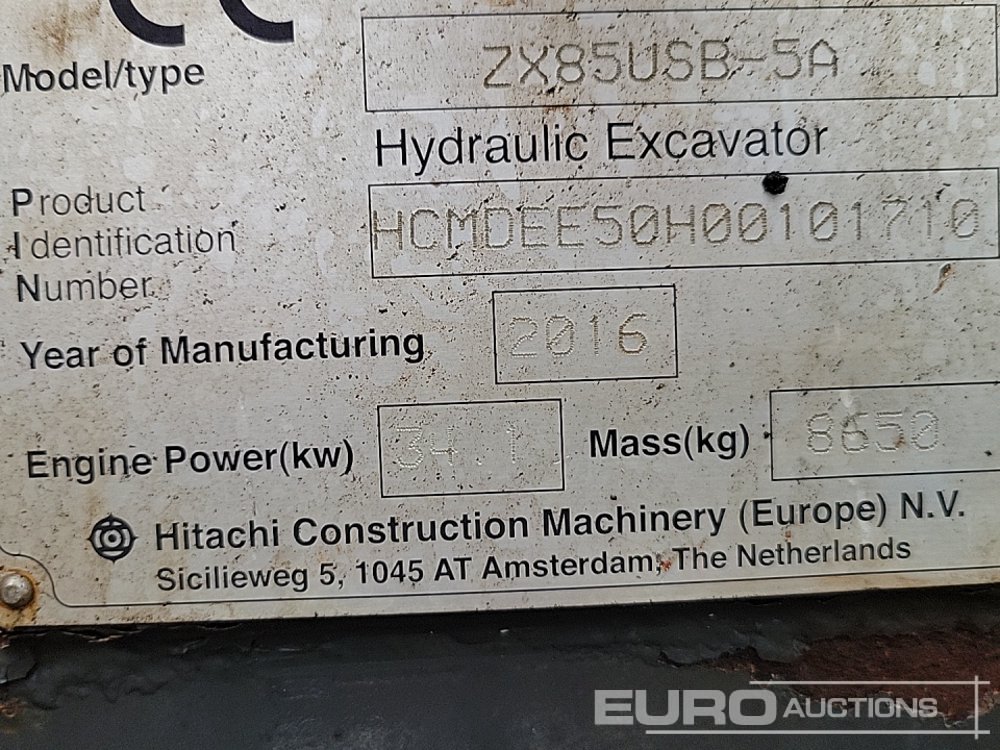 CE
Model/type ZX85USB-5A
Hydraulic Excavator
Product
Identification HCMDEE50H00101710
Number
Year of Manufacturing 2016
Engine Power(kw) 34.1 Mass(kg) 8650
Hitachi Construction Machinery (Europe) N.V.
Sicilieweg 5, 1045 AT Amsterdam, The Netherlands
EURO AUCTIONS